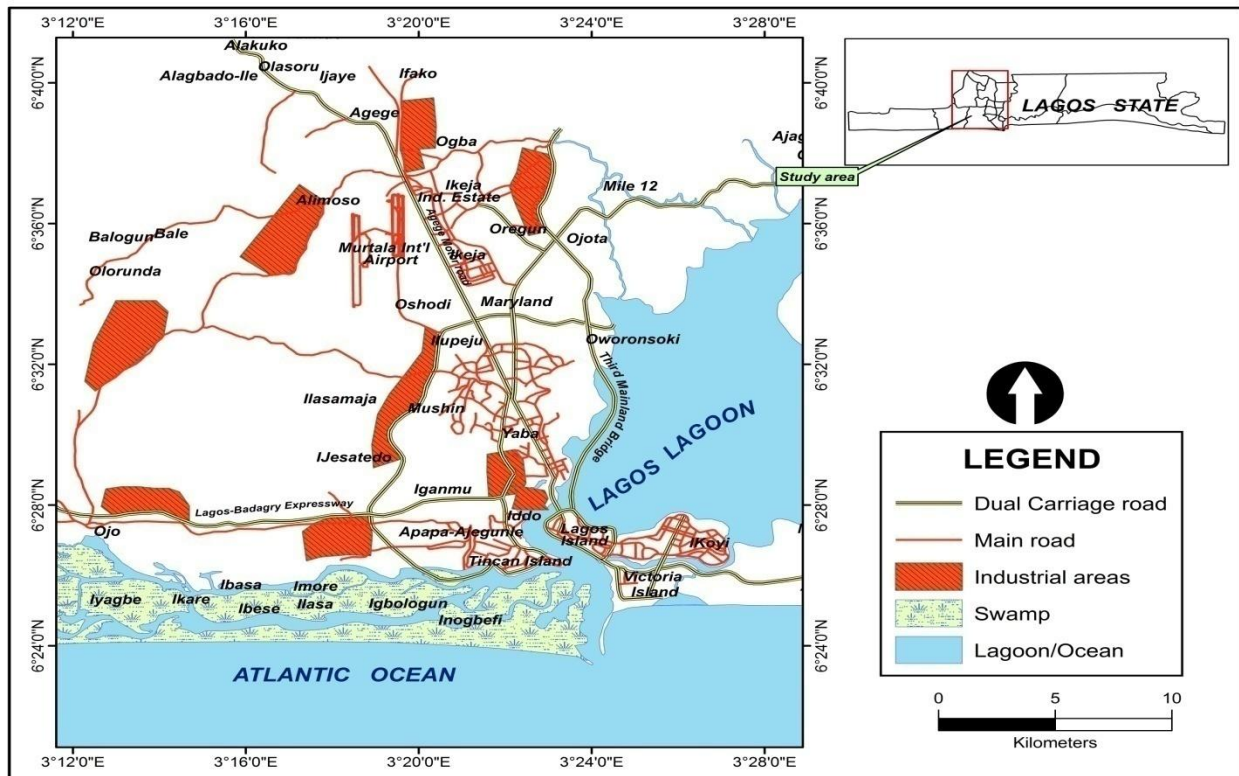 3°12'0"E 3°16'0"E 3°20'0"E 3°24'0"E 3°28'0"E
6°40'0"N
6°36'0"N
6°32'0"N
6°28'0"N
6°24'0"N
Alakuko
Olasoru
Alagbado-Ile
Ijaye
Ifako
Agege
Ogba
Ikeja
Ind. Estate
Mile 12
Alimoso
Oregun
Ojota
Agege Motor road
Balogun
Bale
Murtala Int'l
Airport
Ikeja
Olorunda
Oshodi
Maryland
Ilupeju
Oworonsoki
Third Mainland Bridge
Ilasamaja
Mushin
Yaba
LAGOS LAGOON
IJesatedo
Iganmu
Lagos-Badagry Expressway
Iddo
Ojo
Apapa-Ajegunle
Lagos
Island
IKoyi
Tincan Island
Victoria
Island
Ibasa
Imore
Iyagbe
Ikare
Ibese
Ilasa
Igbologun
Inogbefi
ATLANTIC OCEAN
3°12'0"E 3°16'0"E 3°20'0"E 3°24'0"E 3°28'0"E
6°40'0"N
6°36'0"N
6°32'0"N
6°28'0"N
6°24'0"N
LAGOS STATE
Study area
LEGEND
Dual Carriage road
Main road
Industrial areas
Swamp
Lagoon/Ocean
0 5 10
Kilometers